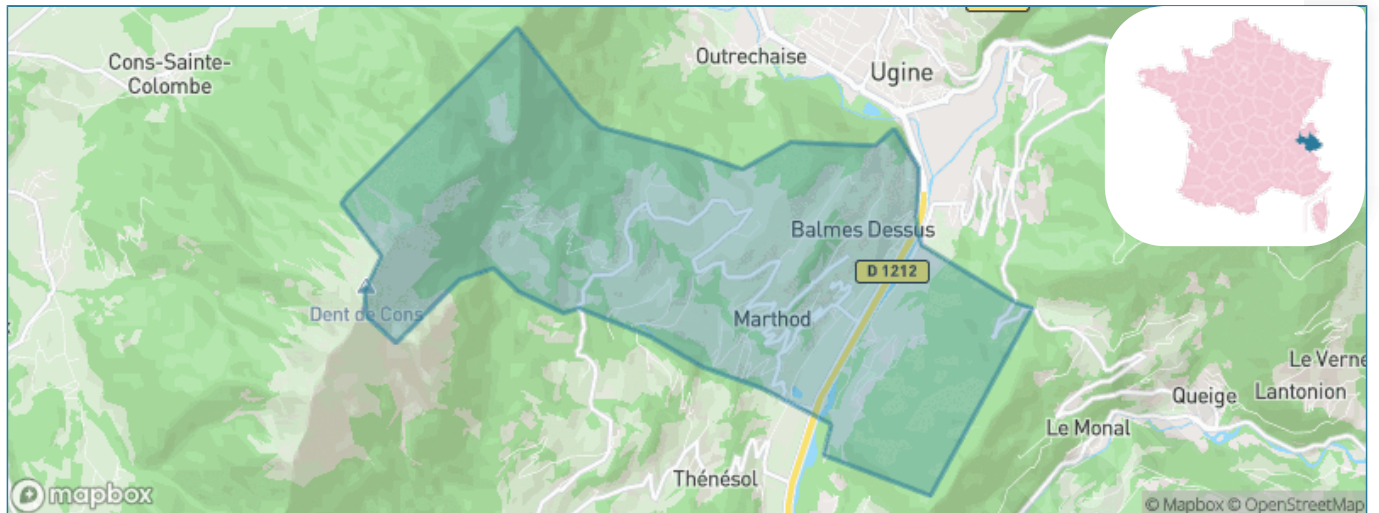 Cons-Sainte-
Colombe
Outrechaise
Ugine
Balmes Dessus
D 1212
Dent de Cons
Marthod
Le Verne
Queige
Lantonion
Le Monal
Thénésol
mapbox
© Mapbox © OpenStreetMap